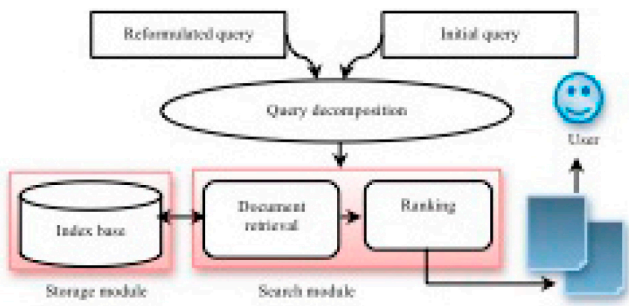 Reformulated query
Initial query
Query decomposition
User
Document
retrieval
Ranking
Index base
Storage module
Search module